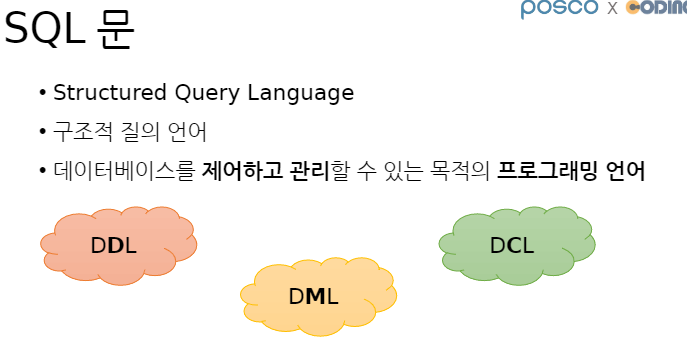 posco x CODING
SQL 문
• Structured Query Language
• 구조적 질의 언어
• 데이터베이스를 제어하고 관리할 수 있는 목적의 프로그래밍 언어
DDL
DCL
DML